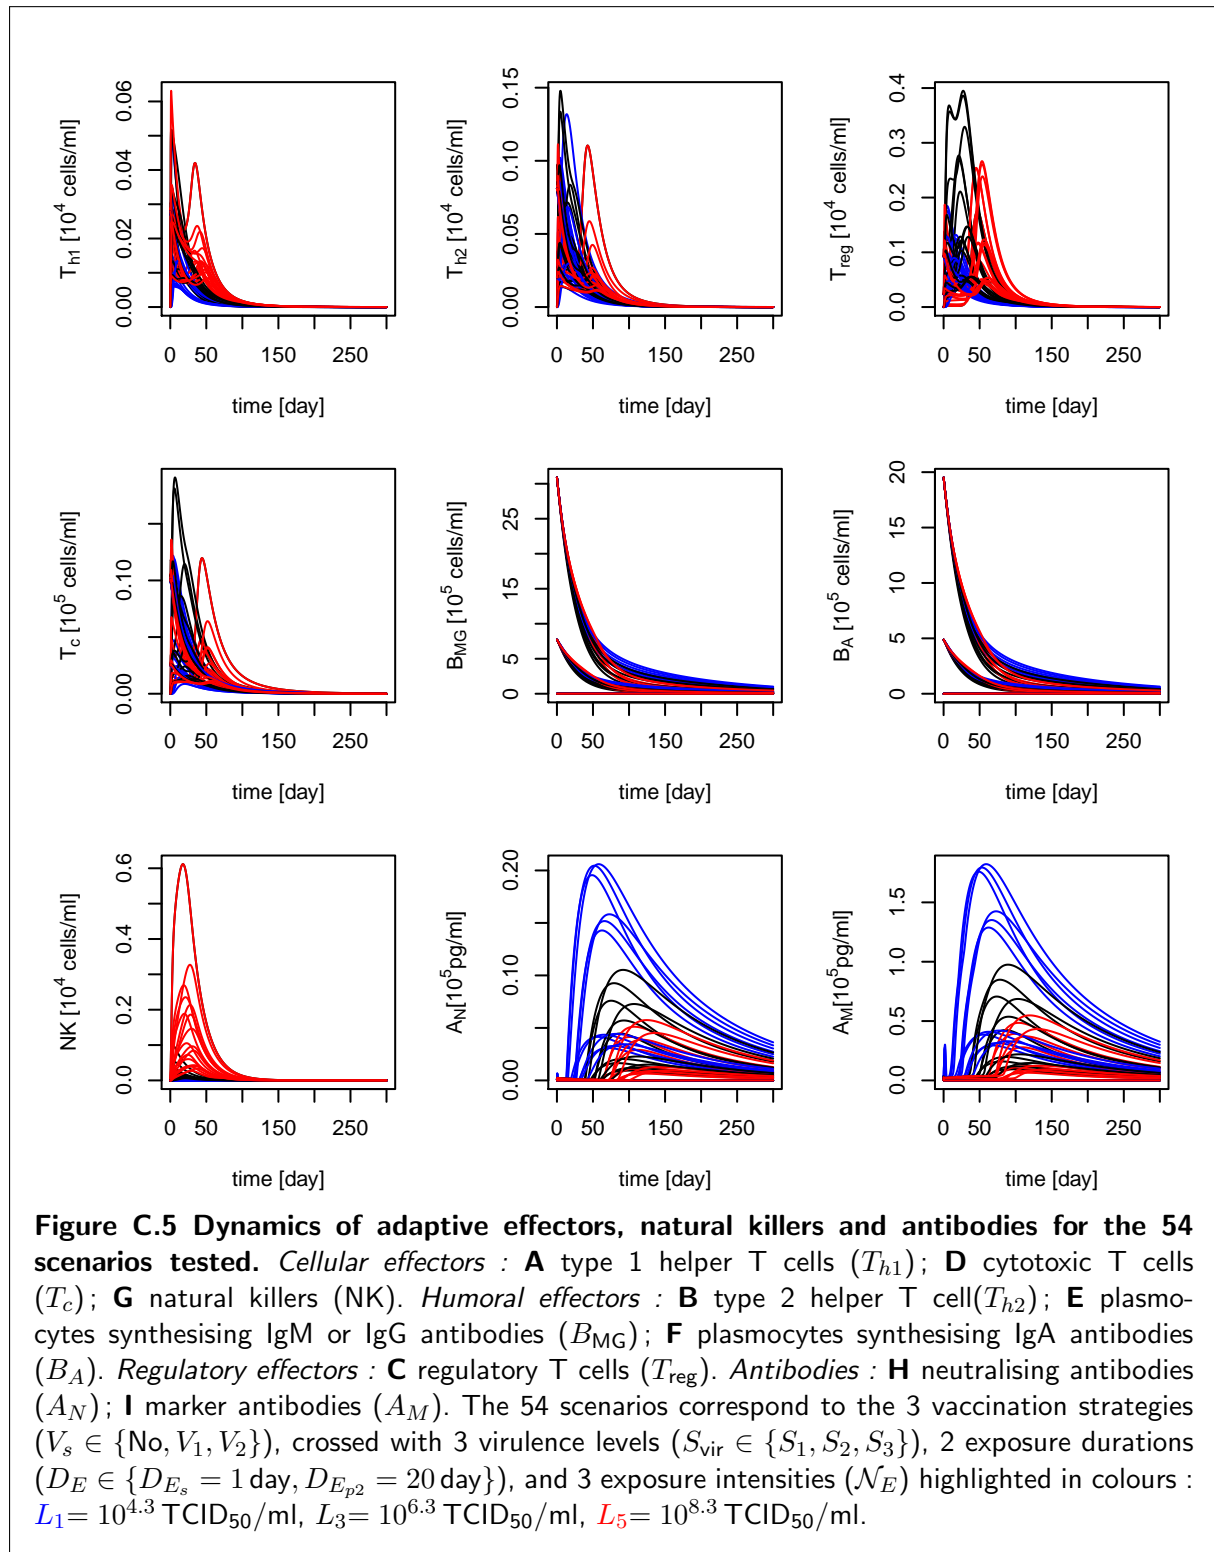 0.00 0.02 0.04 0.06
T_h1 [10^4 cells/ml]
0 50 150 250
time [day]
0.00 0.05 0.10 0.15
T_h2 [10^4 cells/ml]
0 50 150 250
time [day]
0.0 0.1 0.2 0.3 0.4
T_reg [10^4 cells/ml]
0 50 150 250
time [day]
0.00 0.10
T_c [10^5 cells/ml]
0 50 150 250
time [day]
0 5 15 25
B_MG [10^5 cells/ml]
0 50 150 250
time [day]
0 5 10 15 20
B_A [10^5 cells/ml]
0 50 150 250
time [day]
0.0 0.2 0.4 0.6
NK [10^4 cells/ml]
0 50 150 250
time [day]
0.00 0.10 0.20
A_N[10^5pg/ml]
0 50 150 250
time [day]
0.0 0.5 1.0 1.5
A_M[10^5pg/ml]
0 50 150 250
time [day]
Figure C.5 Dynamics of adaptive effectors, natural killers and antibodies for the 54
scenarios tested. Cellular effectors : A type 1 helper T cells (T_h1) ; D cytotoxic T cells
(T_c) ; G natural killers (NK). Humoral effectors : B type 2 helper T cell(T_h2) ; E plasmo-
cytes synthesising IgM or IgG antibodies (B_MG) ; F plasmocytes synthesising IgA antibodies
(B_A). Regulatory effectors : C regulatory T cells (T_reg). Antibodies : H neutralising antibodies
(A_N) ; I marker antibodies (A_M). The 54 scenarios correspond to the 3 vaccination strategies
(V_s ∈ {No, V_1, V_2}), crossed with 3 virulence levels (S_vir ∈ {S_1, S_2, S_3}), 2 exposure durations
(D_E ∈ {D_{E_s} = 1 day, D_{E_{p2}} = 20 day}), and 3 exposure intensities (𝒩_E) highlighted in colours :
L_1= 10^4.3 TCID_50/ml, L_3= 10^6.3 TCID_50/ml, L_5= 10^8.3 TCID_50/ml.